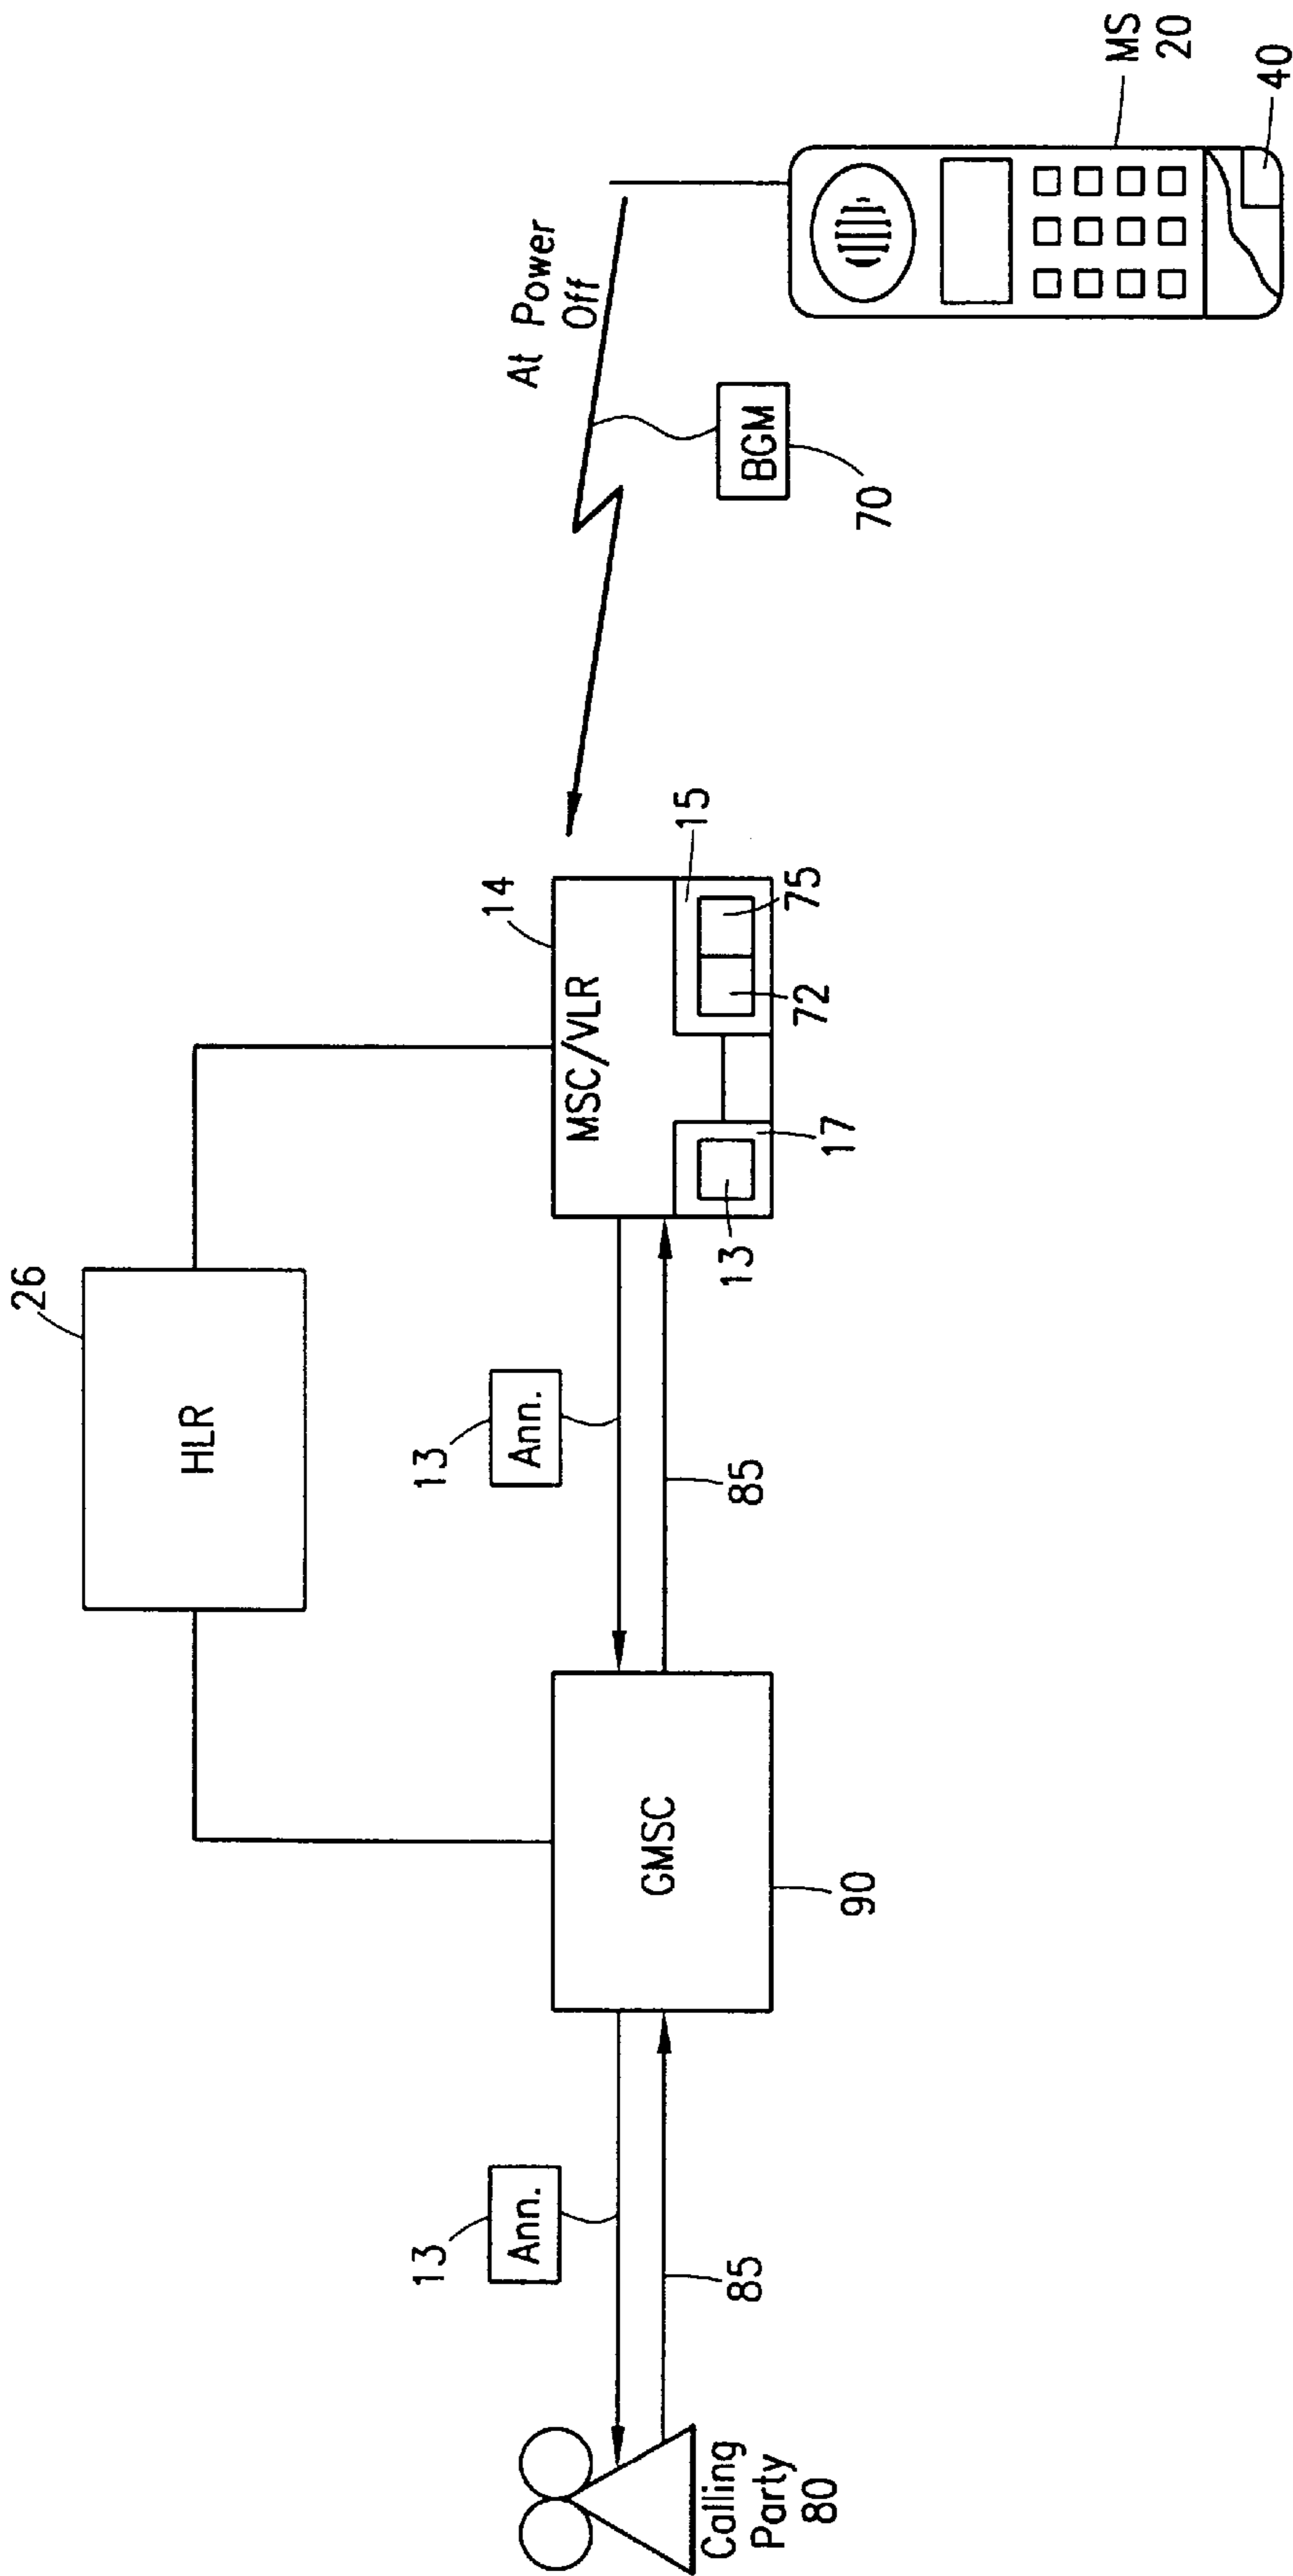 26
HLR
13
Ann.
13
Ann.
85
85
Calling
Party
80
GMSC
90
14
MSC/VLR
15
13
17
72
75
At Power
Off
BGM
70
MS
20
40